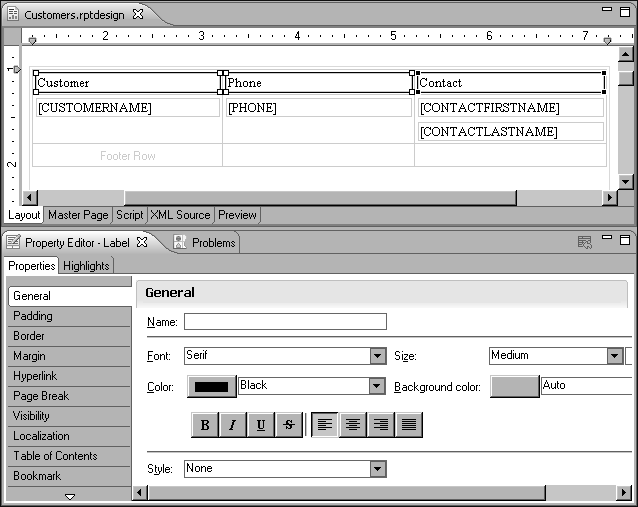 Customers.rptdesign
1 2 3 4 5 6 7
1
2
Customer Phone Contact
[CUSTOMERNAME] [PHONE] [CONTACTFIRSTNAME]
[CONTACTLASTNAME]
Footer Row
Layout Master Page Script XML Source Preview
Property Editor - Label Problems
Properties Highlights
General
Padding
Border
Margin
Hyperlink
Page Break
Visibility
Localization
Table of Contents
Bookmark
General
Name:
Font: Serif Size: Medium
Color: Black Background color: Auto
B I U S
Style: None